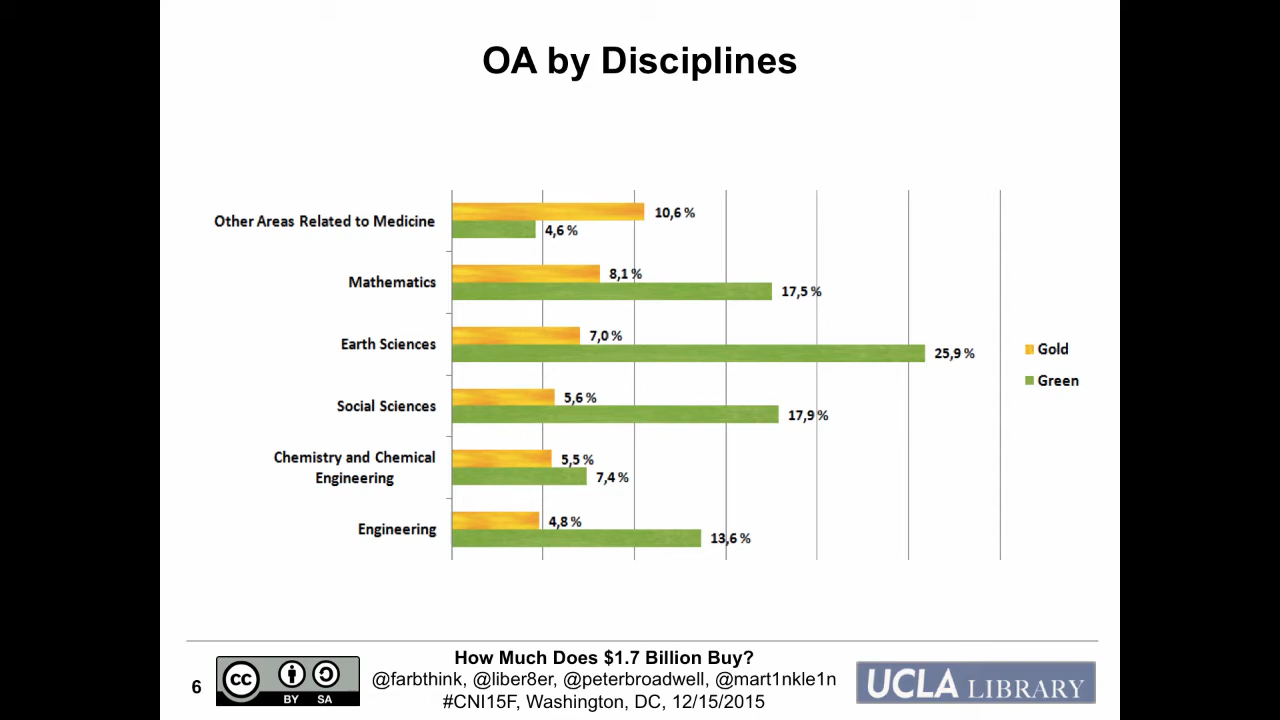 OA by Disciplines
Other Areas Related to Medicine
10,6 %
4,6 %
Mathematics
8,1 %
17,5 %
Earth Sciences
7,0 %
25,9 %
Social Sciences
5,6 %
17,9 %
Chemistry and Chemical
Engineering
5,5 %
7,4 %
Engineering
4,8 %
13,6 %
Gold
Green
6
cc
BY SA
How Much Does $1.7 Billion Buy?
@farbthink, @liber8er, @peterbroadwell, @mart1nkle1n
#CNI15F, Washington, DC, 12/15/2015
UCLA LIBRARY